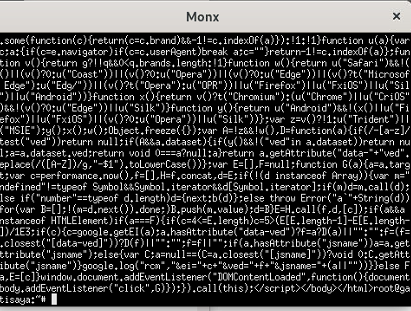 Monx
.some(function(c){return(c=c.brand)&&-1!=c.indexOf(a)});!1;!1}function u(a){var
c;a:{if(c=e.navigator)if(c=c.userAgent)break a;c=""}return-1!=c.indexOf(a)};func
tion v(){return g?!!q&&0<q.brands.length:!1}function w(){return u("Safari")&&!(
())||(v()?0:u("Coast"))||(v()?0:u("Opera"))||(v()?0:u("Edge"))||(v()?t("Microsof
Edge"):u("Edg/"))||(v()?t("Opera"):u("OPR"))||u("Firefox")||u("FxiOS")||u("Sil
||u("Android"))}function x(){return v()?t("Chromium"):(u("Chrome")||u("CriOS"
)&&!(v()?0:u("Edge"))||u("Silk")}function y(){return u("Android")&&!(x()||u("Fi
efox")||u("FxiOS")||(v()?0:u("Opera"))||u("Silk"))};var z=v()?!1:u("Trident")||
("MSIE");y();x();w();Object.freeze({});var A=!z&&!w(),D=function(a){if(/-[a-z]/
test("ved"))return null;if(A&&a.dataset){if(y()&&!("ved"in a.dataset))return nu
l;a=a.dataset.ved;return void 0===a?null:a}return a.getAttribute("data-"+"ved".
eplace(/([A-Z])/g,"-$1").toLowerCase())};var E=[],F=null;function G(a){a=a.targ
t;var c=performance.now(),f=[],H=f.concat,d=E;if(!(d instanceof Array)){var m="
ndefined"!=typeof Symbol&&Symbol.iterator&&d[Symbol.iterator];if(m)d=m.call(d);
lse if("number"==typeof d.length)d={next:b(d)};else throw Error("a`"+String(d))
for(var B=[];!(m=d.next()).done;)B.push(m.value);d=B}E=H.call(f,d,[c]);if(a&&a
instanceof HTMLElement)if(a===F){if(c=4<=E.length)c=5>(E[E.length-1]-E[E.length
])/1E3;if(c){c=google.getEI(a);a.hasAttribute("data-ved")?f=a?D(a)||"":"":f=(f=
.closest("[data-ved]"))?D(f)||"":"";f=f||"";if(a.hasAttribute("jsname"))a=a.get
ttribute("jsname");else{var C;a=null==(C=a.closest("[jsname]"))?void 0:C.getAtt
ibute("jsname")}google.log("rcm","&ei="+c+"&ved="+f+"&jsname="+(a||""))}}else F
a,E=[c]}window.document.addEventListener("DOMContentLoaded",function(){document
body.addEventListener("click",G)});}).call(this);</script></body></html>root@ga
tisaya:~#